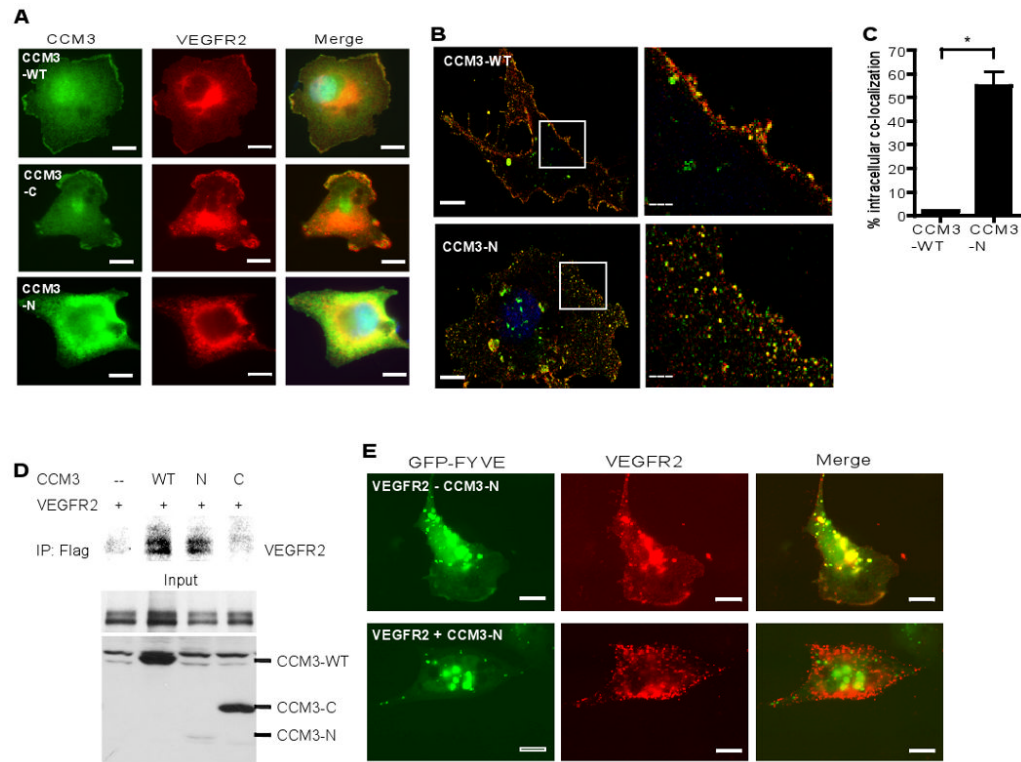 A
CCM3 VEGFR2 Merge
CCM3
-WT
CCM3
-C
CCM3
-N
B
CCM3-WT
CCM3-N
C
% intracellular co-localization
70
60
50
40
30
20
10
0
*
CCM3 CCM3
-WT -N
D
CCM3 -- WT N C
VEGFR2 + + + +
IP: Flag VEGFR2
Input
CCM3-WT
CCM3-C
CCM3-N
E
GFP-FYVE VEGFR2 Merge
VEGFR2 - CCM3-N
VEGFR2 + CCM3-N